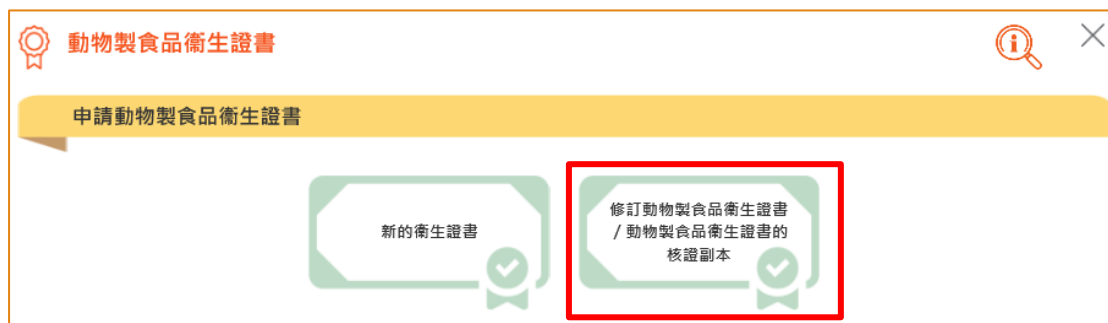 動物製食品衞生證書
申請動物製食品衞生證書
新的衞生證書
修訂動物製食品衞生證書
/ 動物製食品衞生證書的
核證副本